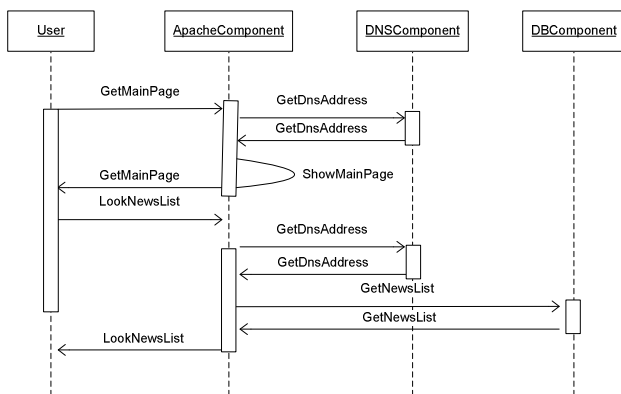 User
ApacheComponent
DNSComponent
DBComponent
GetMainPage
GetDnsAddress
GetDnsAddress
GetMainPage
ShowMainPage
LookNewsList
GetDnsAddress
GetDnsAddress
GetNewsList
GetNewsList
LookNewsList